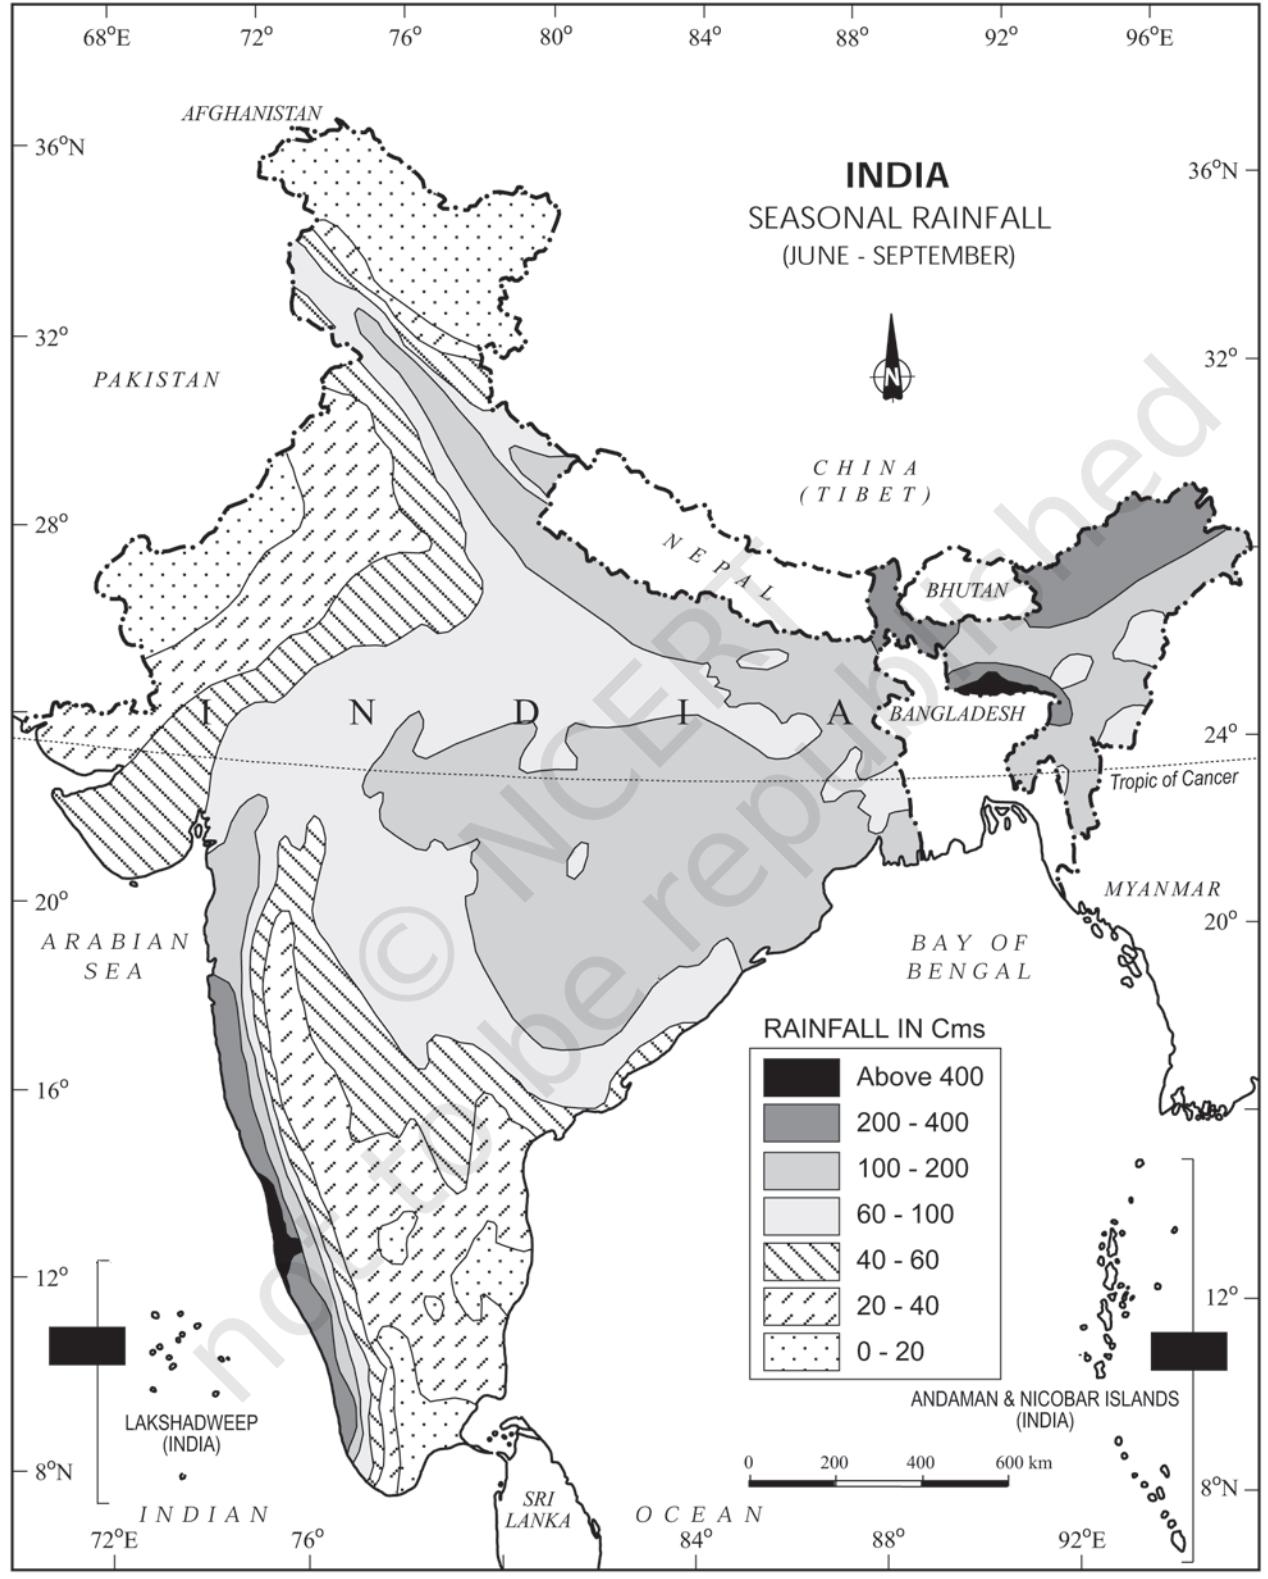 68°E 72° 76° 80° 84° 88° 92° 96°E
AFGHANISTAN
36°N
INDIA
36°N
SEASONAL RAINFALL
(JUNE - SEPTEMBER)
32°
32°
N
PAKISTAN
CHINA
(TIBET)
28°
NEPAL
BHUTAN
I N D I A
BANGLADESH
24°
Tropic of Cancer
20°
MYANMAR
20°
ARABIAN
SEA
BAY OF
BENGAL
RAINFALL IN Cms
Above 400
16°
200 - 400
100 - 200
60 - 100
40 - 60
12°
12°
20 - 40
0 - 20
ANDAMAN & NICOBAR ISLANDS
(INDIA)
LAKSHADWEEP
(INDIA)
0 200 400 600 km
8°N
8°N
SRI
LANKA
INDIAN OCEAN
72°E 76° 84° 88° 92°E
© NCERT
not to be republished